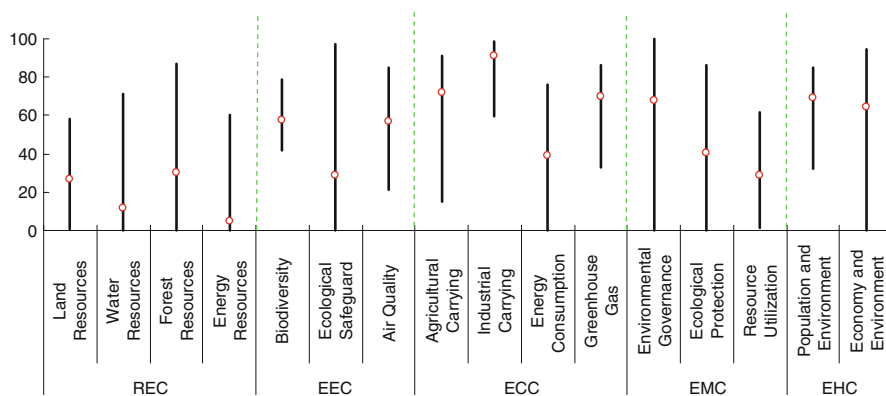 100
80
60
40
20
0
Land
Resources
Water
Resources
Forest
Resources
Energy
Resources
Biodiversity
Ecological
Safeguard
Air Quality
Agricultural
Carrying
Industrial
Carrying
Energy
Consumption
Greenhouse
Gas
Environmental
Governance
Ecological
Protection
Resource
Utilization
Population and
Environment
Economy and
Environment
REC
EEC
ECC
EMC
EHC